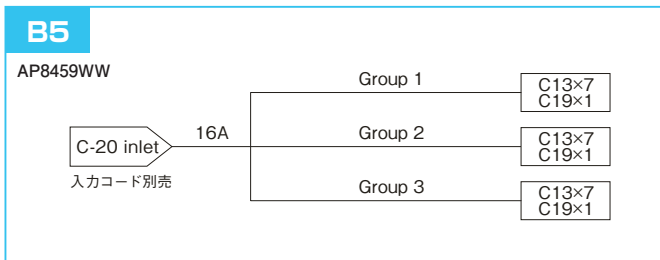 B5
AP8459WW
C-20 inlet
入力コード別売
16A
Group 1
C13×7
C19×1
Group 2
C13×7
C19×1
Group 3
C13×7
C19×1